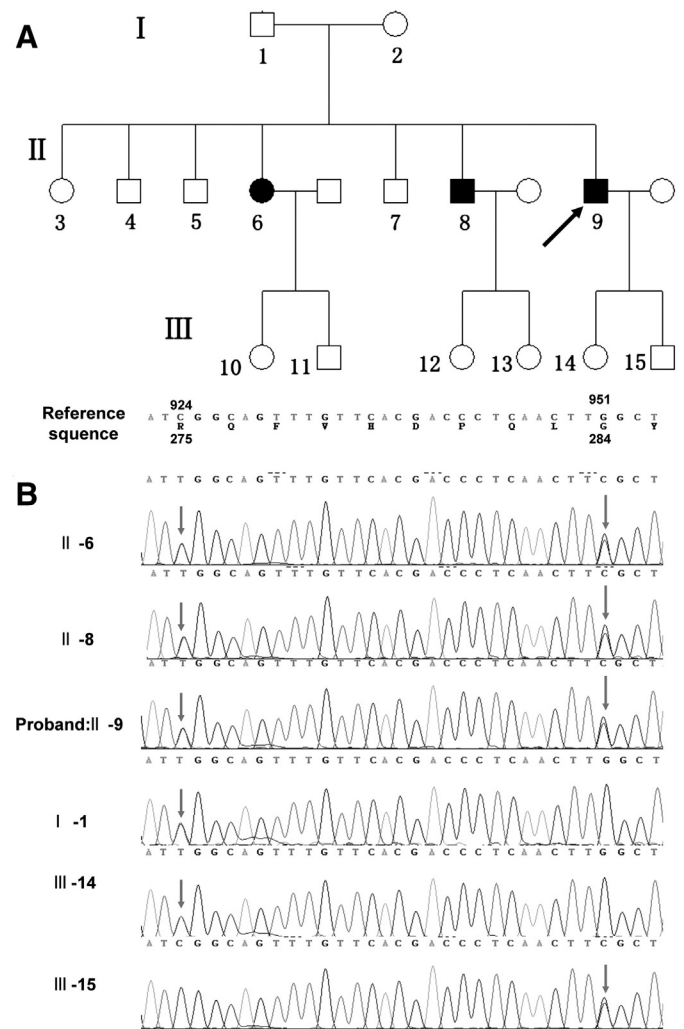 A
I
1 2
II
3 4 5 6 7 8 9
III
10 11 12 13 14 15
Reference squence
924 951
A T C G G C A G T T T G T T C A C G A C C C T C A A C T T G G C T
R Q F V H D P Q L G Y
275 284
B
A T T G G C A G T T T G T T C A C G A C C C T C A A C T T C G C T
II -6
A T T G G C A G T T T G T T C A C G A C C C T C A A C T T C G C T
II -8
A T T G G C A G T T T G T T C A C G A C C C T C A A C T T C G C T
Proband:II -9
A T T G G C A G T T T G T T C A C G A C C C T C A A C T T G G C T
I -1
A T T G G C A G T T T G T T C A C G A C C C T C A A C T T G G C T
III -14
A T C G G C A G T T T G T T C A C G A C C C T C A A C T T C G C T
III -15